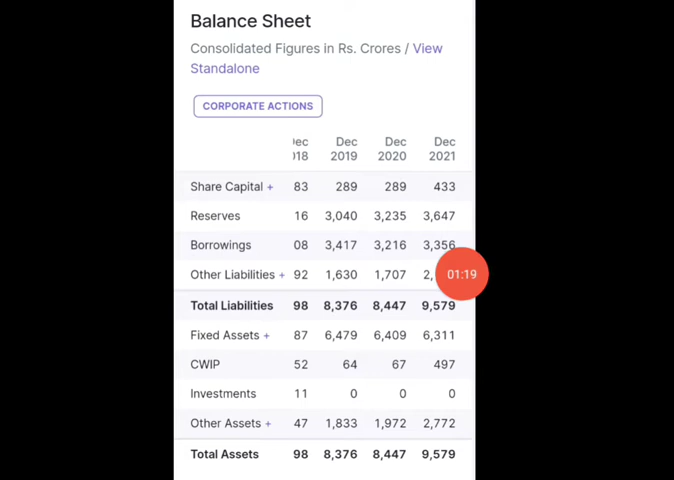 Balance Sheet
Consolidated Figures in Rs. Crores / View
Standalone
CORPORATE ACTIONS
Dec Dec Dec
2019 2020 2021
Share Capital + 83 289 289 433
Reserves 16 3,040 3,235 3,647
Borrowings 08 3,417 3,216 3,356
Other Liabilities + 92 1,630 1,707 2, 01:19
Total Liabilities 98 8,376 8,447 9,579
Fixed Assets + 87 6,479 6,409 6,311
CWIP 52 64 67 497
Investments 11 0 0 0
Other Assets + 47 1,833 1,972 2,772
Total Assets 98 8,376 8,447 9,579